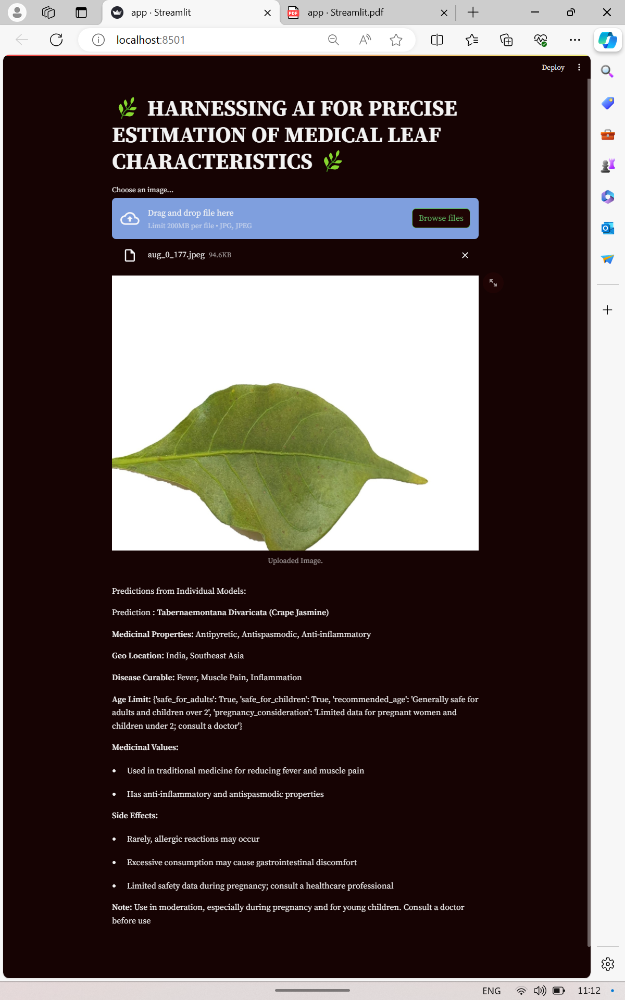 app · Streamlit
app · Streamlit.pdf
localhost:8501
Deploy
🌿 HARNESSING AI FOR PRECISE
ESTIMATION OF MEDICAL LEAF
CHARACTERISTICS 🌿
Choose an image...
Drag and drop file here
Limit 200MB per file • JPG, JPEG
Browse files
aug_0_177.jpeg 94.6KB
Uploaded Image.
Predictions from Individual Models:
Prediction : Tabernaemontana Divaricata (Crape Jasmine)
Medicinal Properties: Antipyretic, Antispasmodic, Anti-inflammatory
Geo Location: India, Southeast Asia
Disease Curable: Fever, Muscle Pain, Inflammation
Age Limit: {'safe_for_adults': True, 'safe_for_children': True, 'recommended_age': 'Generally safe for
adults and children over 2', 'pregnancy_consideration': 'Limited data for pregnant women and
children under 2; consult a doctor'}
Medicinal Values:
• Used in traditional medicine for reducing fever and muscle pain
• Has anti-inflammatory and antispasmodic properties
Side Effects:
• Rarely, allergic reactions may occur
• Excessive consumption may cause gastrointestinal discomfort
• Limited safety data during pregnancy; consult a healthcare professional
Note: Use in moderation, especially during pregnancy and for young children. Consult a doctor
before use
ENG
11:12